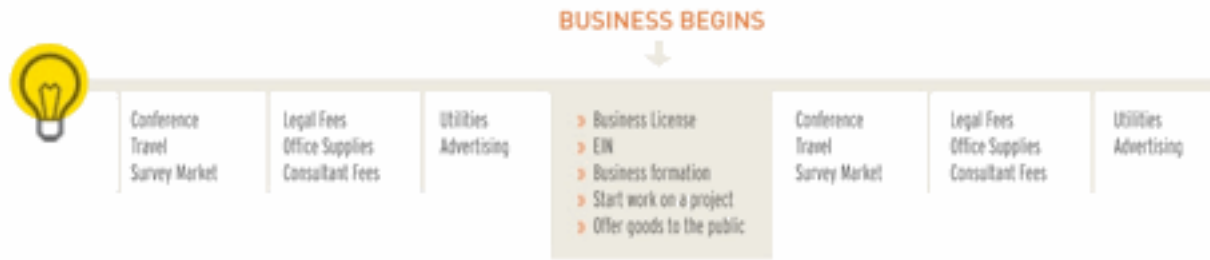 BUSINESS BEGINS
Conference
Travel
Survey Market
Legal Fees
Office Supplies
Consultant Fees
Utilities
Advertising
» Business License
» EIN
» Business formation
» Start work on a project
» Offer goods to the public
Conference
Travel
Survey Market
Legal Fees
Office Supplies
Consultant Fees
Utilities
Advertising